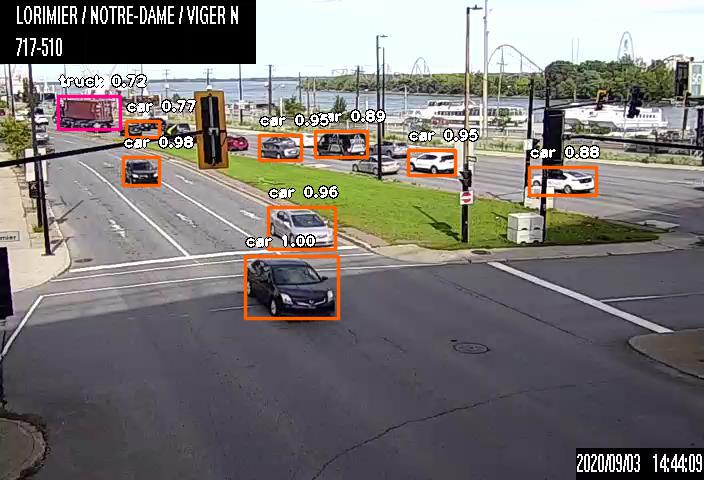 LORIMIER / NOTRE-DAME / VIGER N
717-510
truck 0.72
car 0.77
car 0.95
car 0.89
car 0.98
car 0.95
car 0.88
car 0.96
car 1.00
2020/09/03 14:44:09